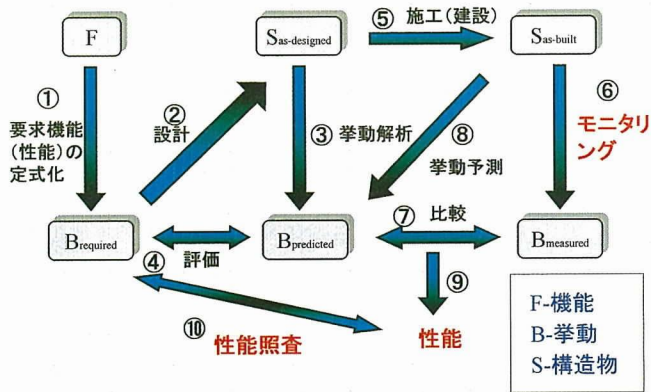 F
Sas-designed
⑤ 施工(建設)
Sas-built
①
要求機能
(性能)の
定式化
②
設計
③ 挙動解析
⑧
挙動予測
⑥
モニタリ
ング
Brequired
④
評価
Bpredicted
⑦ 比較
Bmeasured
⑨
⑩
性能照査
性能
F-機能
B-挙動
S-構造物